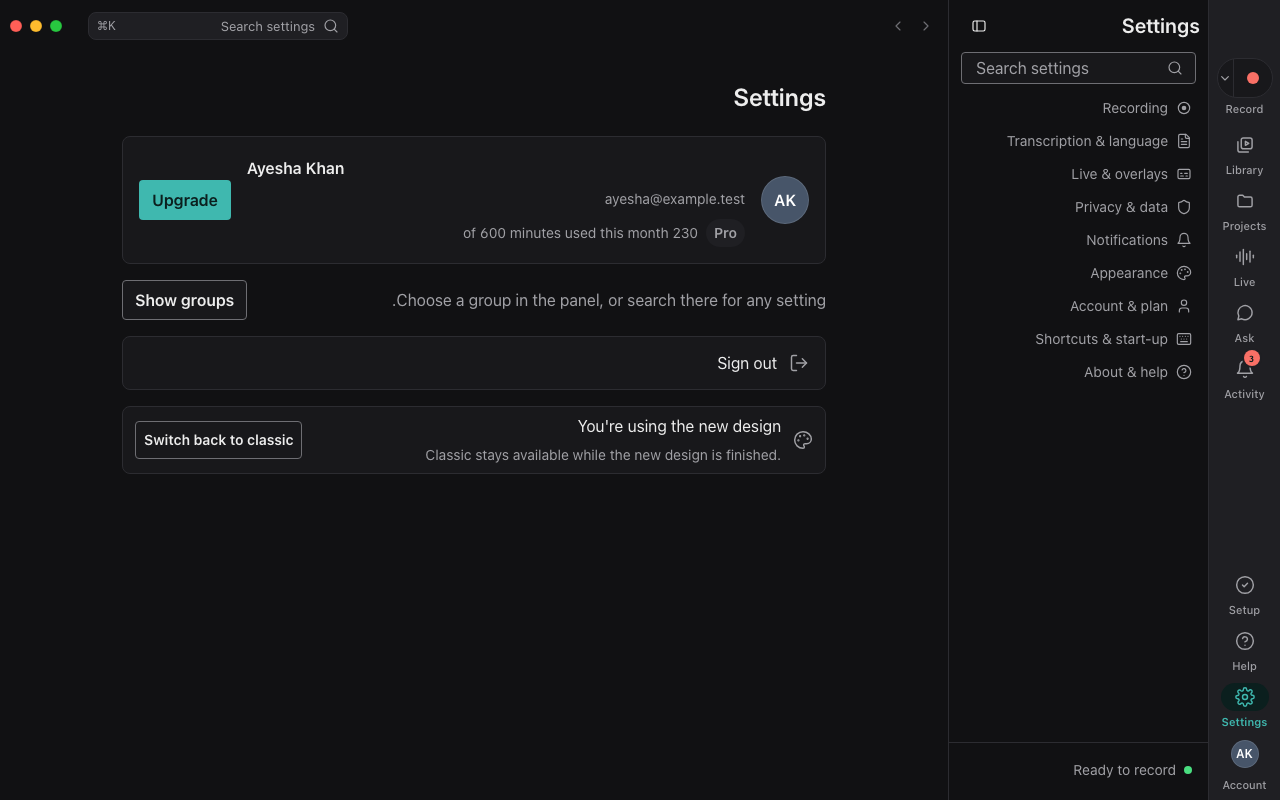 ⌘K
Search settings
Settings
Ayesha Khan
Upgrade
ayesha@example.test
AK
of 600 minutes used this month 230
Pro
Show groups
.Choose a group in the panel, or search there for any setting
Sign out
You're using the new design
Switch back to classic
Classic stays available while the new design is finished.
Settings
Search settings
Recording
Transcription & language
Live & overlays
Privacy & data
Notifications
Appearance
Account & plan
Shortcuts & start-up
About & help
Ready to record
Record
Library
Projects
Live
Ask
3
Activity
Setup
Help
Settings
AK
Account